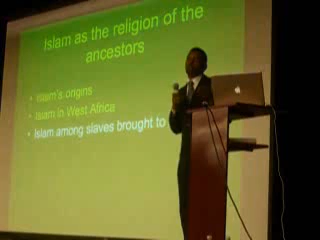 Islam as the religion of the
ancestors
• Islam's origins
• Islam in West Africa
• Islam among slaves brought to